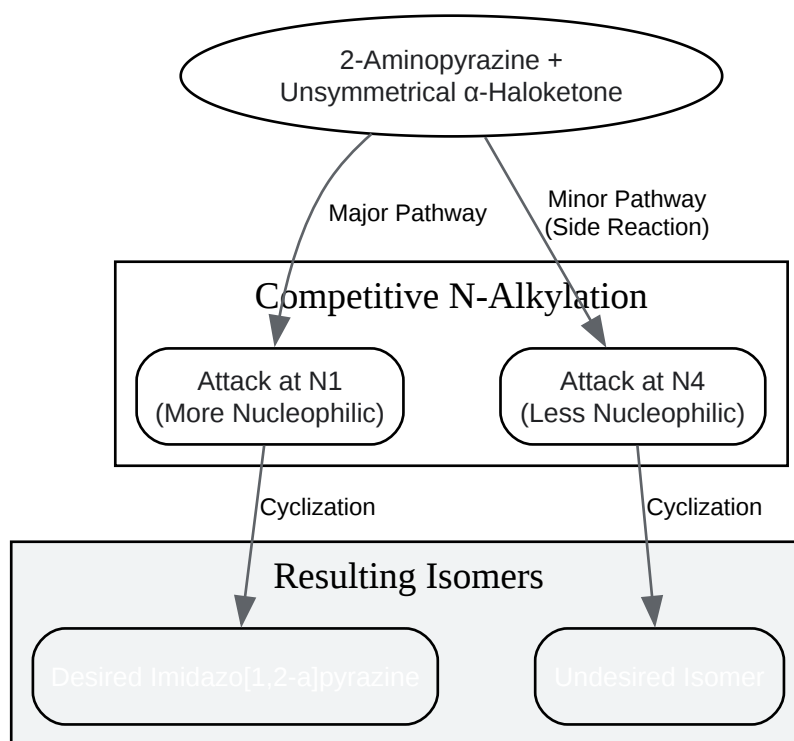 2-Aminopyrazine +
Unsymmetrical α-Haloketone
Major Pathway
Minor Pathway
(Side Reaction)
Competitive N-Alkylation
Attack at N1
(More Nucleophilic)
Attack at N4
(Less Nucleophilic)
Cyclization
Cyclization
Resulting Isomers
Desired Imidazo[1,2-a]pyrazine
Undesired Isomer